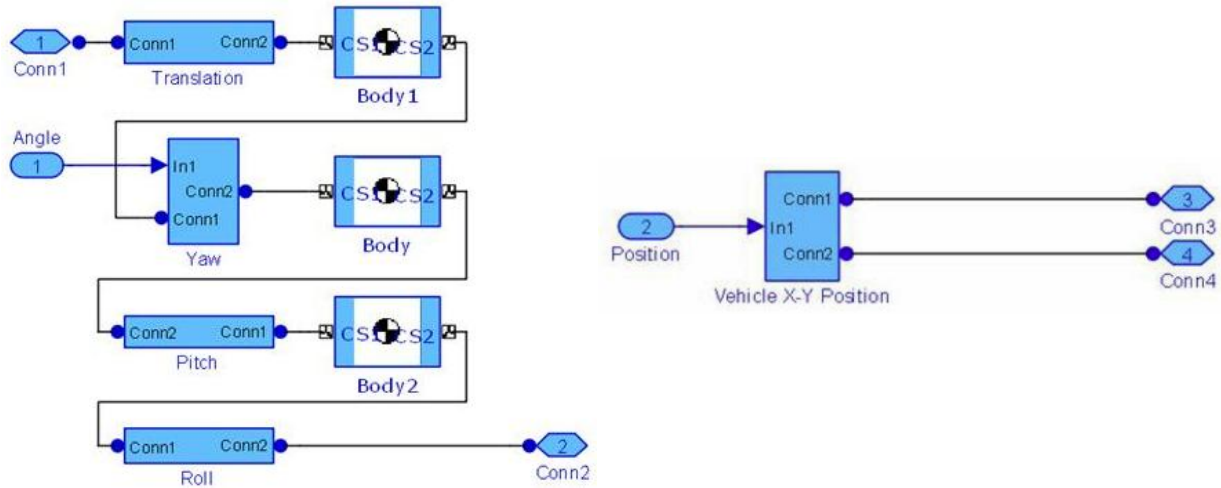 1
Conn1
Conn1 Conn2
Translation
CS1 CS2
Body1
Angle
1
In1
Conn2
Conn1
Yaw
CS1 CS2
Body
Conn2 Conn1
Pitch
CS1 CS2
Body2
Conn1 Conn2
Roll
2
Conn2
2
Position
Conn1
In1
Conn2
Vehicle X-Y Position
3
Conn3
4
Conn4